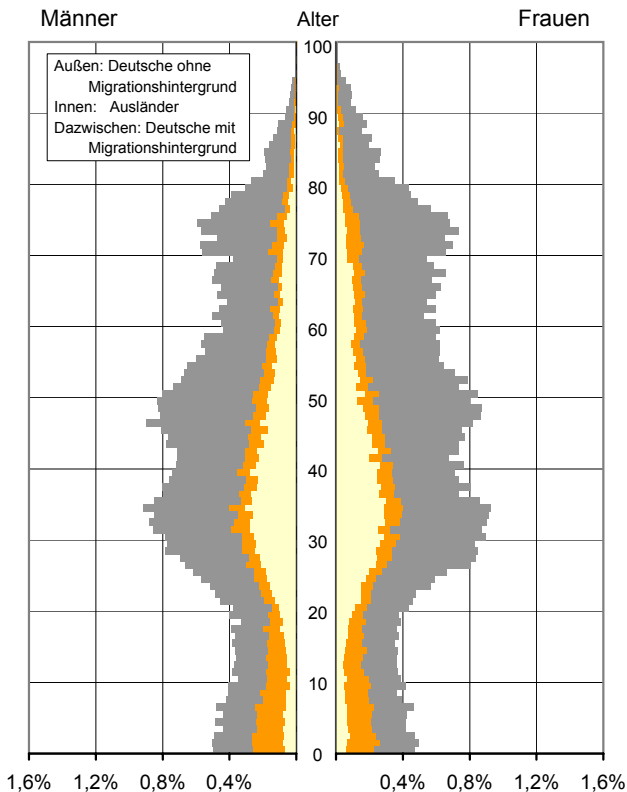 Männer Alter Frauen
100
Außen: Deutsche ohne
Migrationshintergrund
Innen: Ausländer
Dazwischen: Deutsche mit
Migrationshintergrund
90
80
70
60
50
40
30
20
10
0
1,6% 1,2% 0,8% 0,4% 0,4% 0,8% 1,2% 1,6%